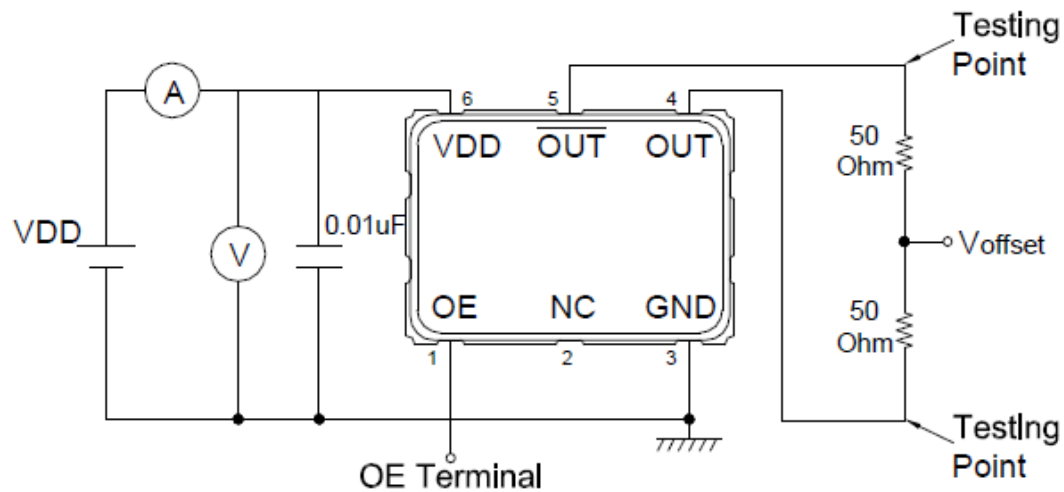 Testing
Point
A
6
5
4
VDD
OUT
OUT
50
Ohm
VDD
0.01uF
V
Voffset
OE
NC
GND
50
Ohm
1
2
3
TestIng
Point
OE Terminal